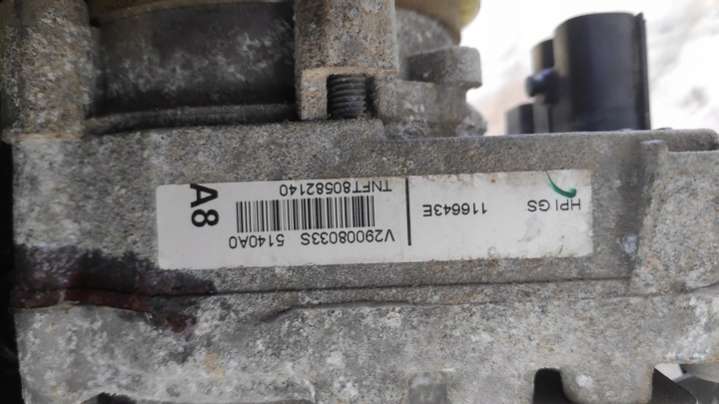 HPI GS
116643E
V29008033S 5140A0
TNFT80582140
A8